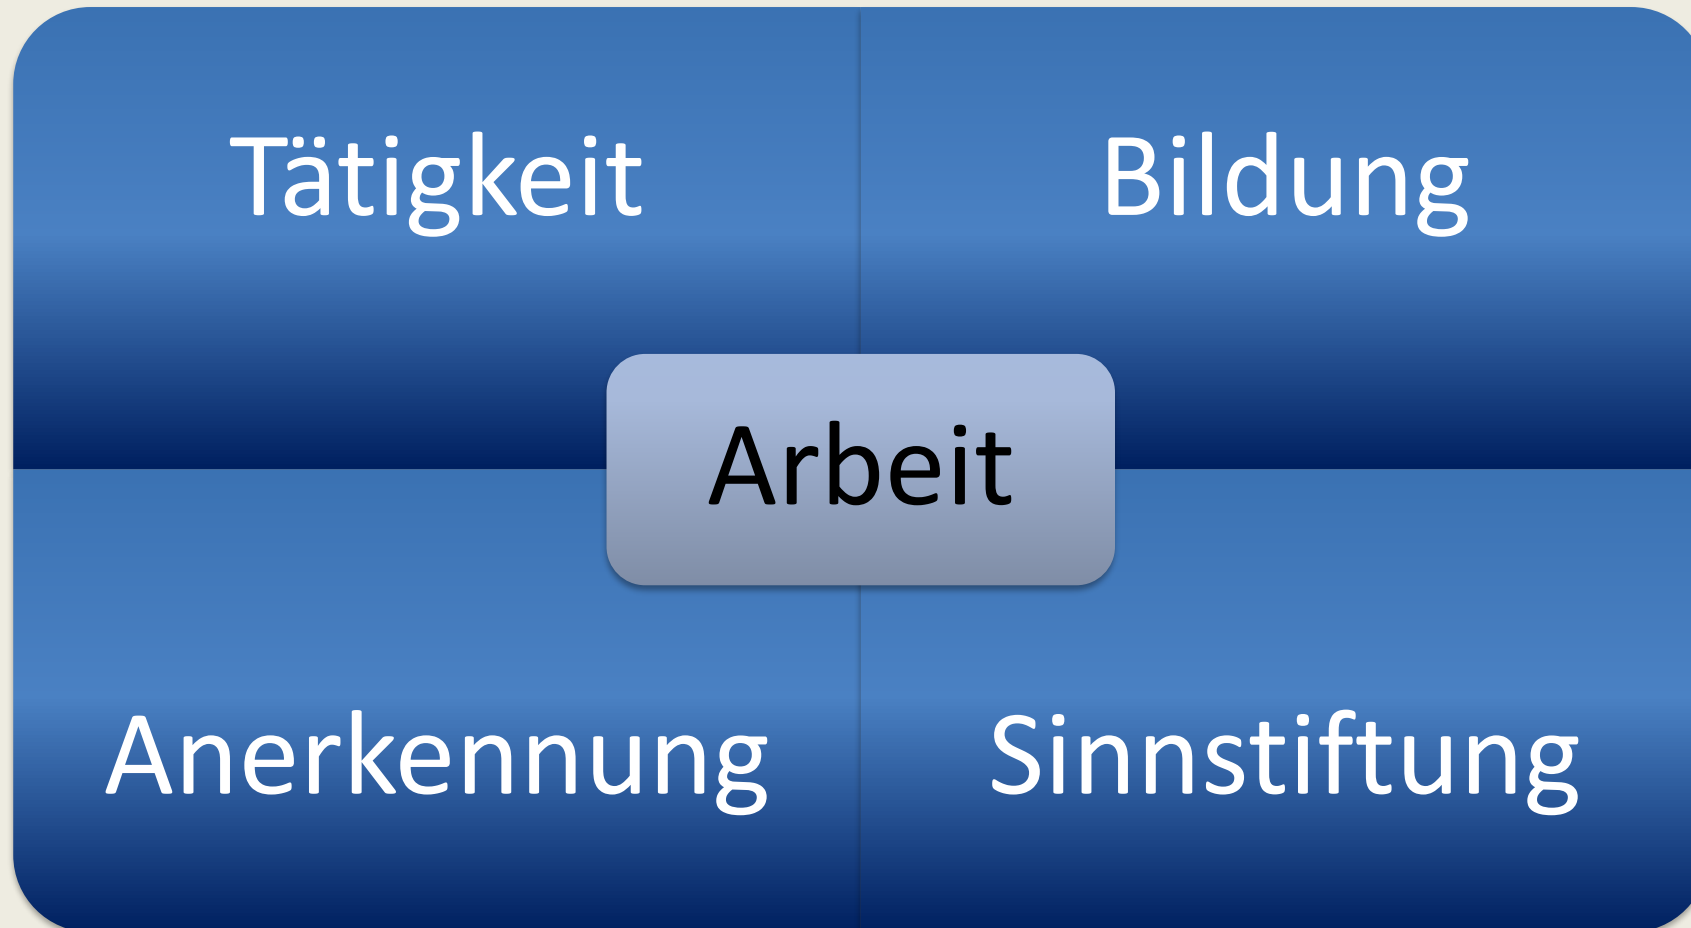 Tätigkeit
Bildung
Arbeit
Anerkennung
Sinnstiftung